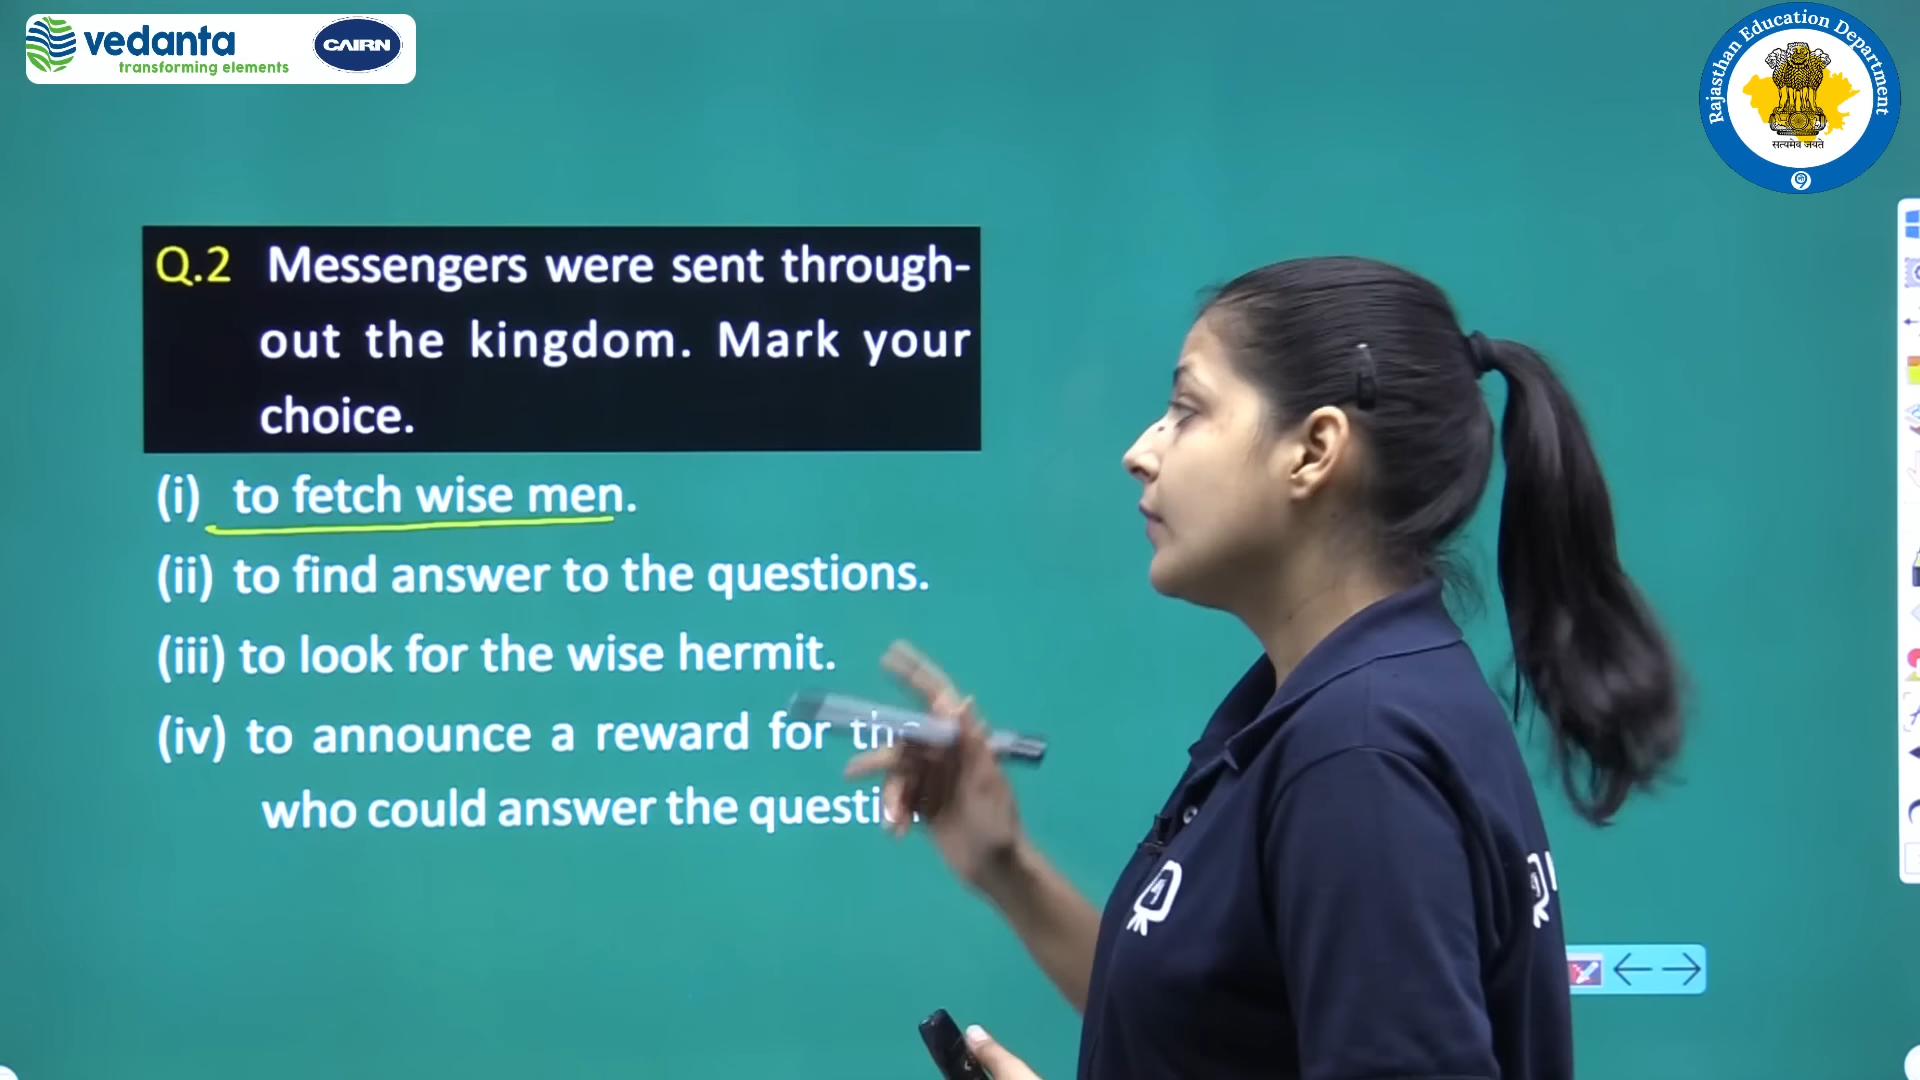 vedanta
transforming elements
CAIRN
Rajasthan Education Department
सत्यमेव जयते
Q.2 Messengers were sent through-
out the kingdom. Mark your
choice.
(i) to fetch wise men.
(ii) to find answer to the questions.
(iii) to look for the wise hermit.
(iv) to announce a reward for
who could answer the